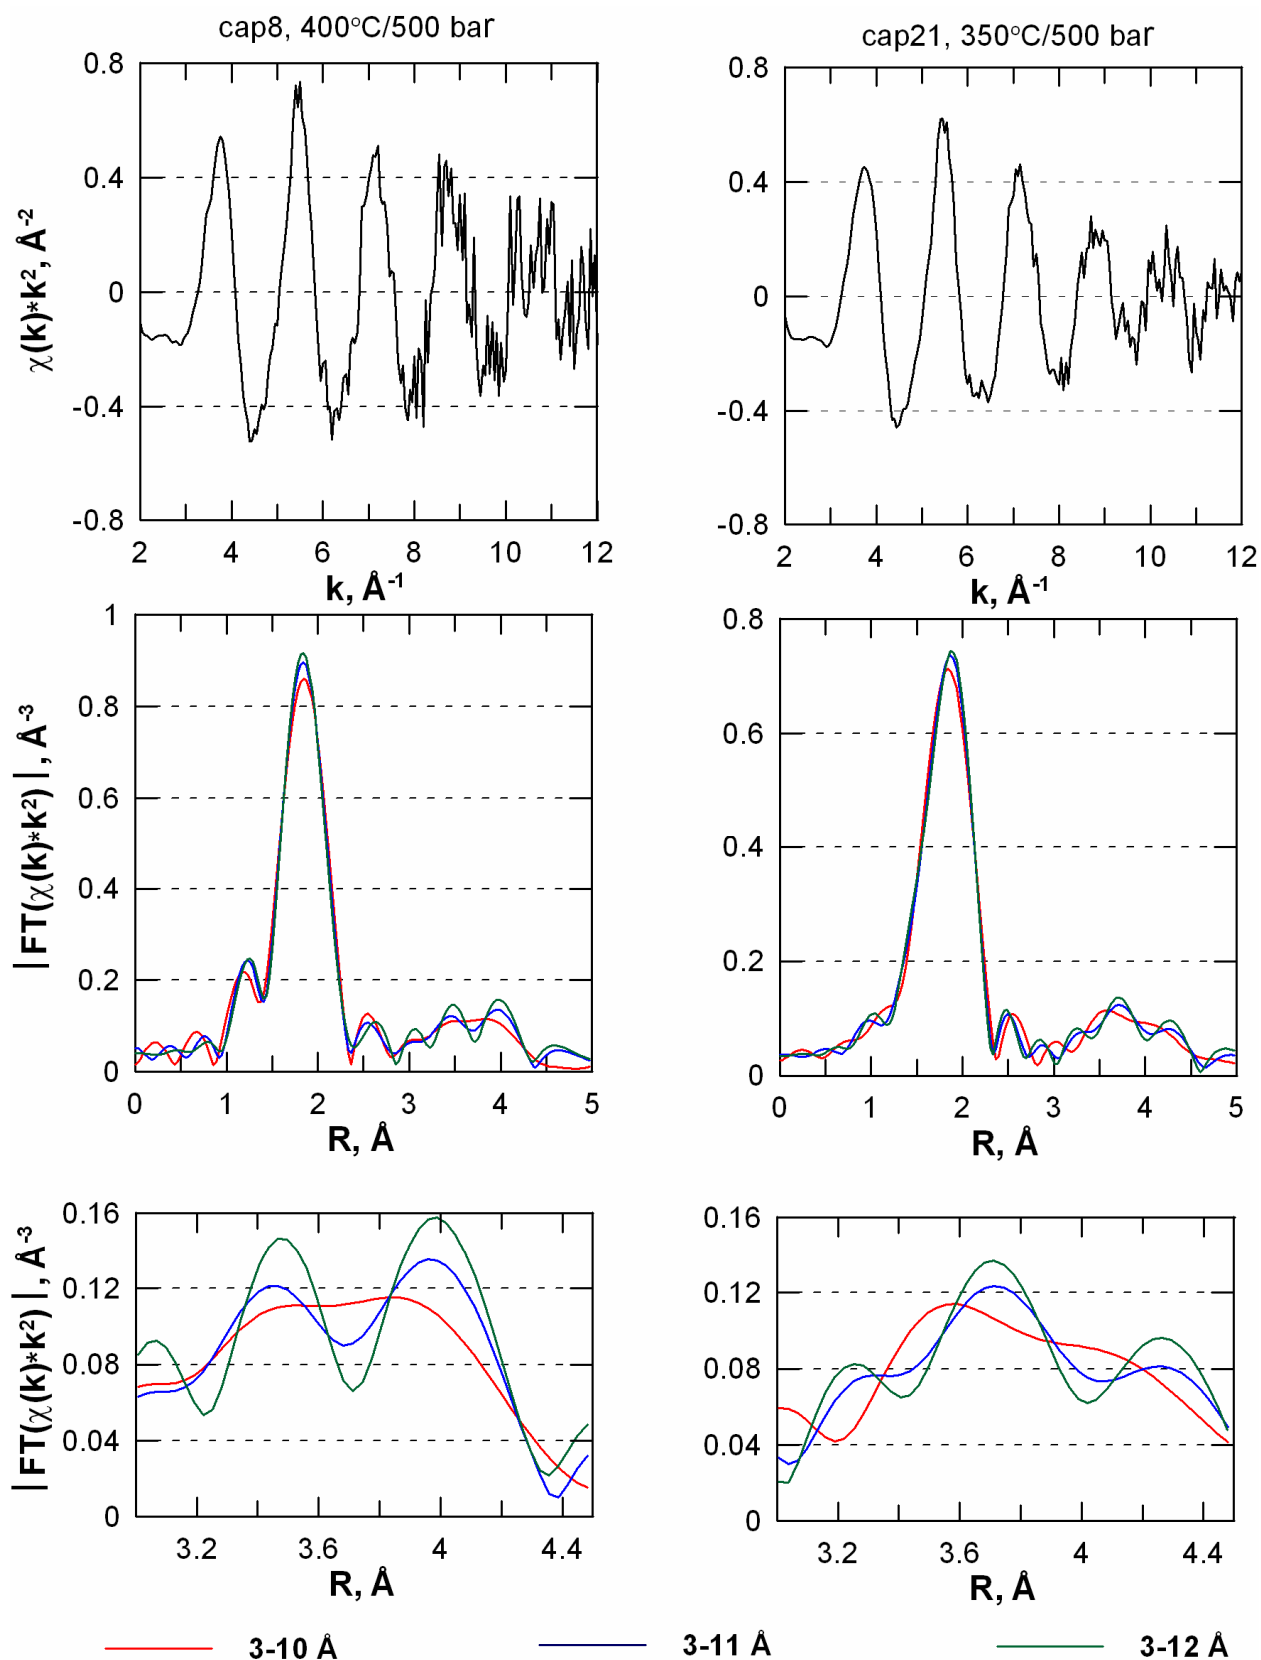 cap8, 400°C/500 bar
cap21, 350°C/500 bar
χ(k)*k², Å⁻²
0.8
0.4
0
-0.4
-0.8
2 4 6 8 10 12
k, Å⁻¹
0.8
0.4
0
-0.4
-0.8
2 4 6 8 10 12
k, Å⁻¹
|FT(χ(k)*k²)|, Å⁻³
1
0.8
0.6
0.4
0.2
0
0 1 2 3 4 5
R, Å
0.8
0.6
0.4
0.2
0
0 1 2 3 4 5
R, Å
|FT(χ(k)*k²)|, Å⁻³
0.16
0.12
0.08
0.04
0
3.2 3.6 4 4.4
R, Å
0.16
0.12
0.08
0.04
0
3.2 3.6 4 4.4
R, Å
3-10 Å
3-11 Å
3-12 Å